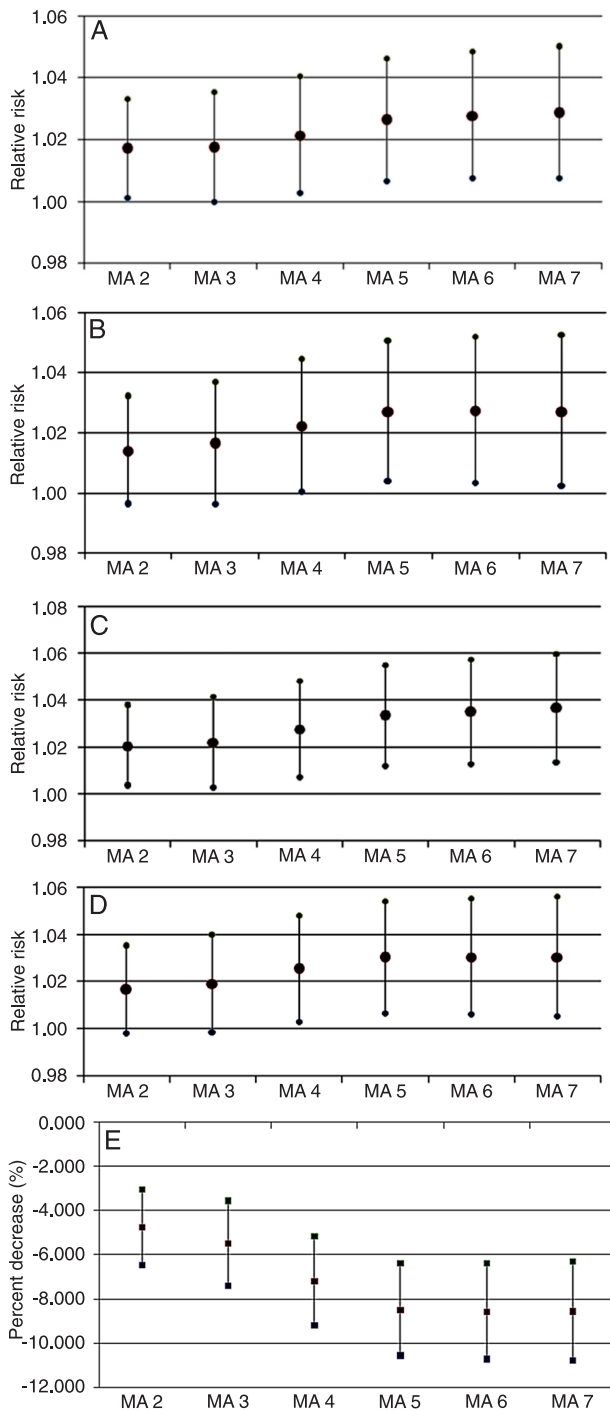 A
Relative risk
1.06
1.04
1.02
1.00
0.98
MA 2 MA 3 MA 4 MA 5 MA 6 MA 7
B
Relative risk
1.06
1.04
1.02
1.00
0.98
MA 2 MA 3 MA 4 MA 5 MA 6 MA 7
C
Relative risk
1.08
1.06
1.04
1.02
1.00
0.98
MA 2 MA 3 MA 4 MA 5 MA 6 MA 7
D
Relative risk
1.06
1.04
1.02
1.00
0.98
MA 2 MA 3 MA 4 MA 5 MA 6 MA 7
E
Percent decrease (%)
0.000
-2.000
-4.000
-6.000
-8.000
-10.000
-12.000
MA 2 MA 3 MA 4 MA 5 MA 6 MA 7